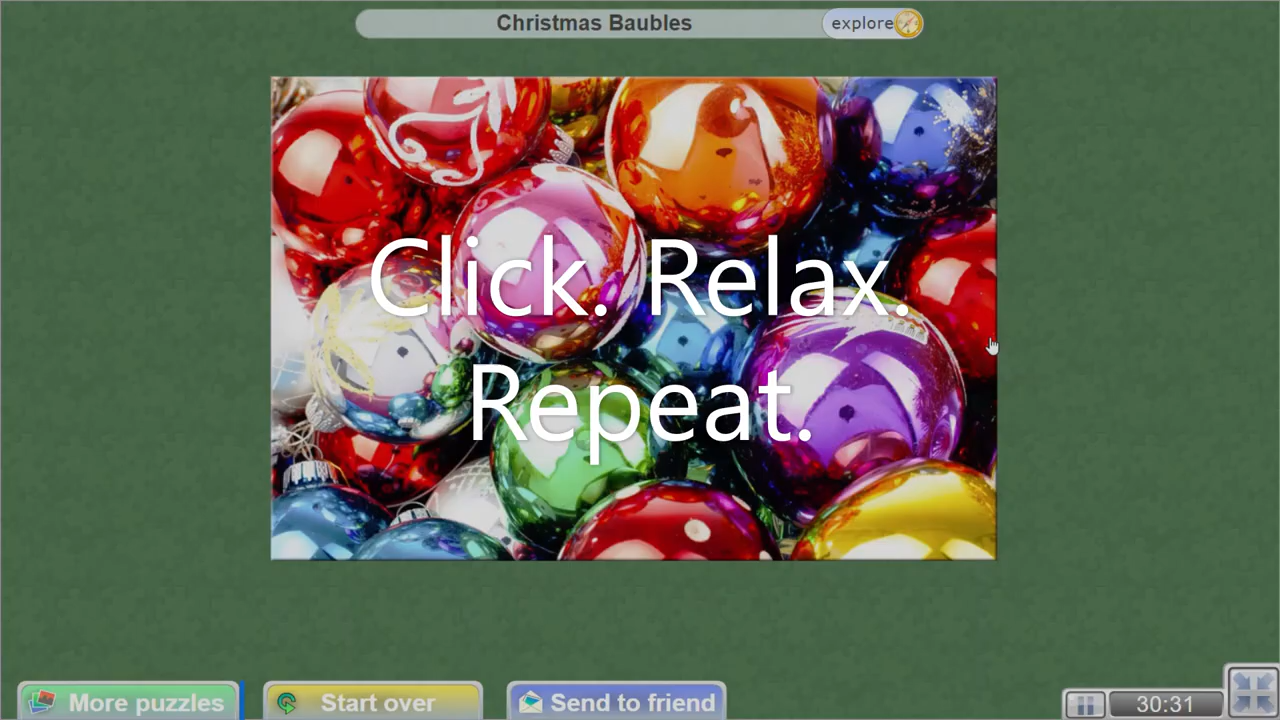 Christmas Baubles
explore
Click. Relax.
Repeat.
More puzzles
Start over
Send to friend
30:31